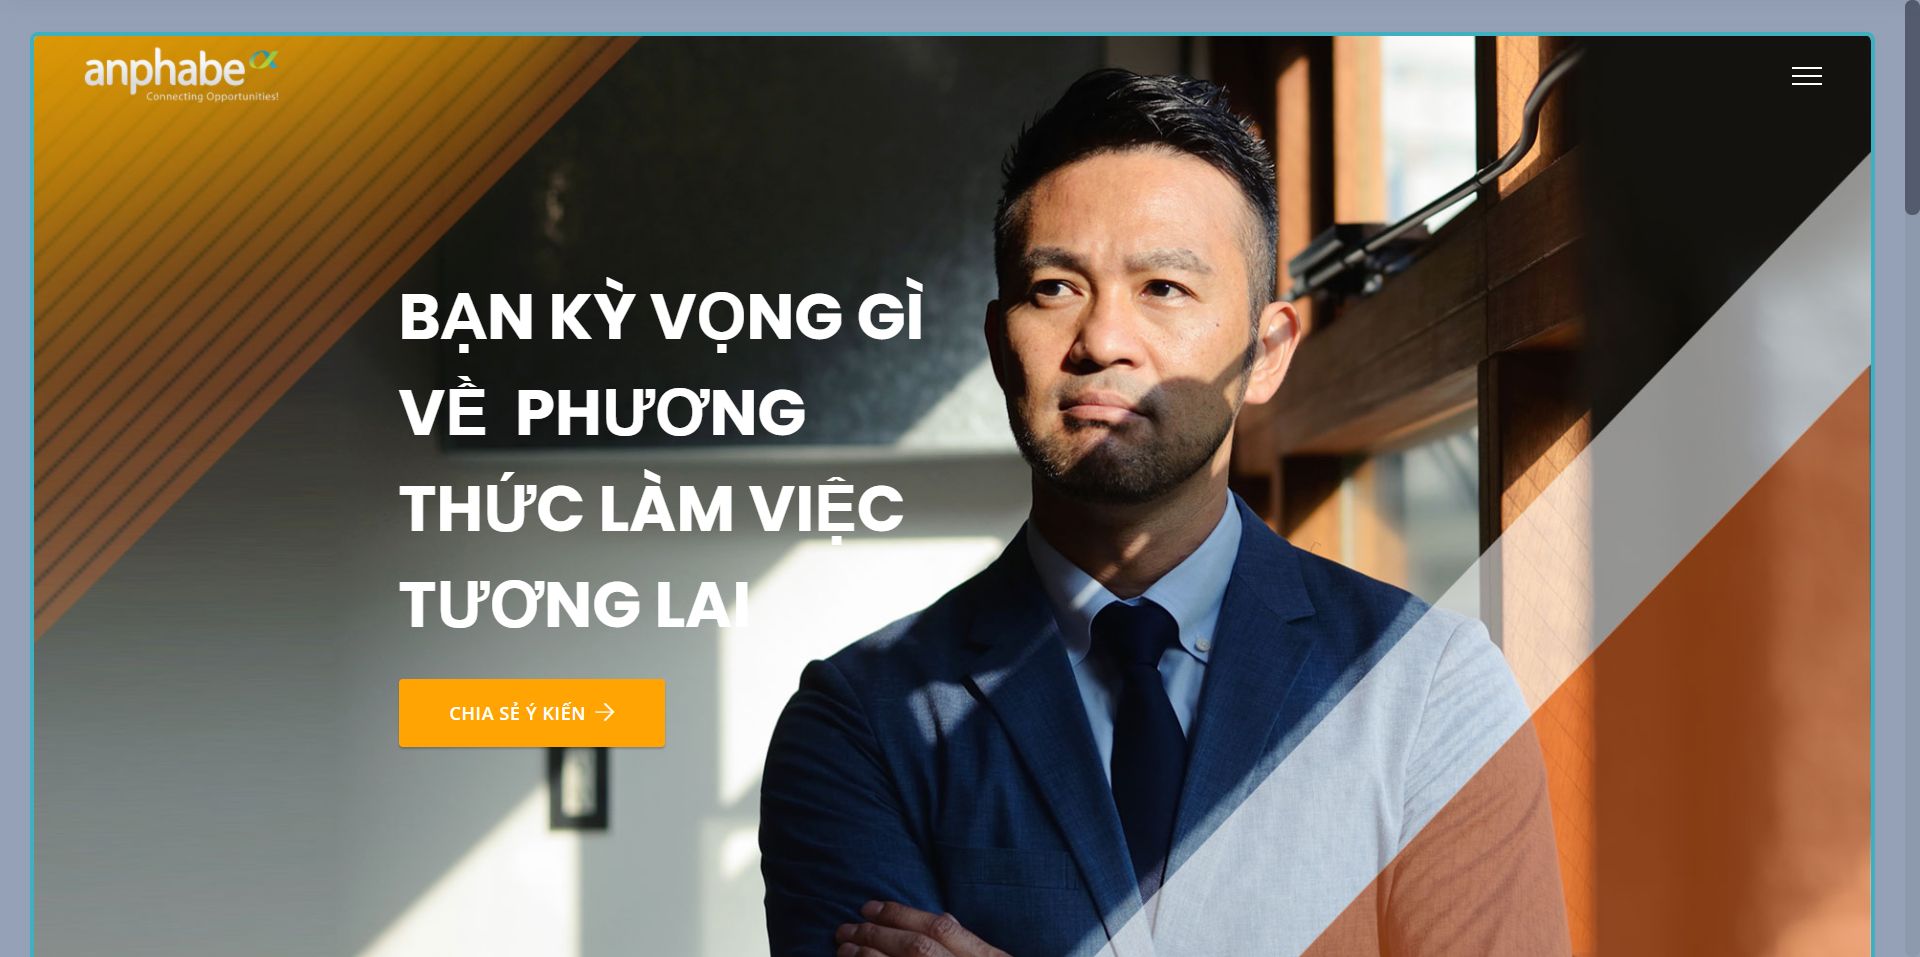 anphabe
Connecting Opportunities!
BẠN KỲ VỌNG GÌ
VỀ PHƯƠNG
THỨC LÀM VIỆC
TƯƠNG LAI
CHIA SẺ Ý KIẾN